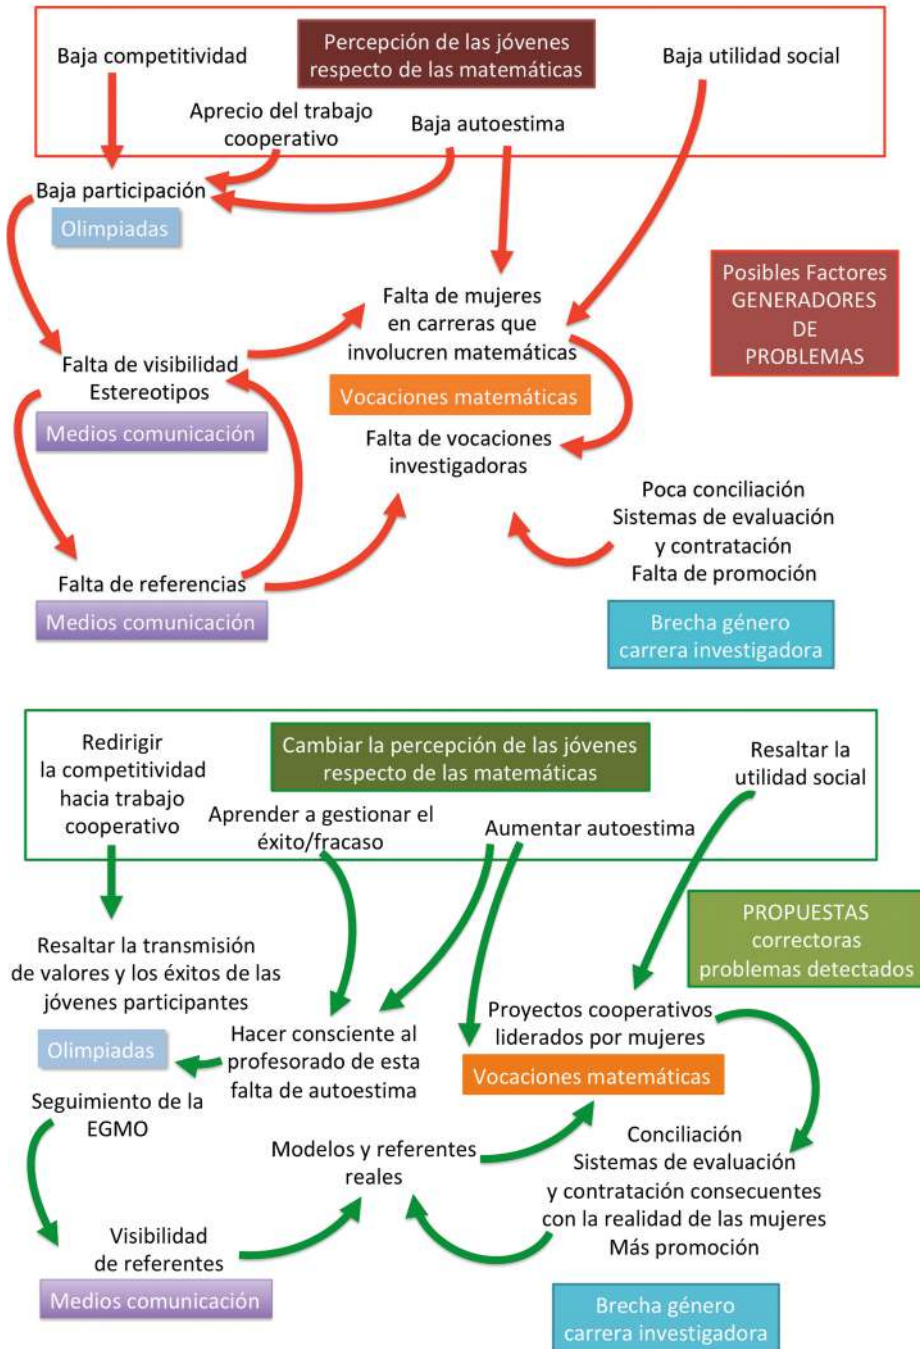 Baja competitividad
Percepción de las jóvenes
respecto de las matemáticas
Baja utilidad social
Aprecio del trabajo
cooperativo
Baja autoestima
Baja participación
Olimpiadas
Posibles Factores
GENERADORES
DE
PROBLEMAS
Falta de mujeres
en carreras que
involucren matemáticas
Falta de visibilidad
Estereotipos
Medios comunicación
Vocaciones matemáticas
Falta de vocaciones
investigadoras
Poca conciliación
Sistemas de evaluación
y contratación
Falta de promoción
Falta de referencias
Medios comunicación
Brecha género
carrera investigadora
Redirigir
la competitividad
hacia trabajo
cooperativo
Cambiar la percepción de las jóvenes
respecto de las matemáticas
Resaltar la
utilidad social
Aprender a gestionar el
éxito/fracaso
Aumentar autoestima
PROPUESTAS
correctoras
problemas detectados
Resaltar la transmisión
de valores y los éxitos de las
jóvenes participantes
Olimpiadas
Hacer consciente al
profesorado de esta
falta de autoestima
Proyectos cooperativos
liderados por mujeres
Vocaciones matemáticas
Seguimiento de la
EGMO
Modelos y referentes
reales
Conciliación
Sistemas de evaluación
y contratación consecuentes
con la realidad de las mujeres
Más promoción
Visibilidad
de referentes
Medios comunicación
Brecha género
carrera investigadora